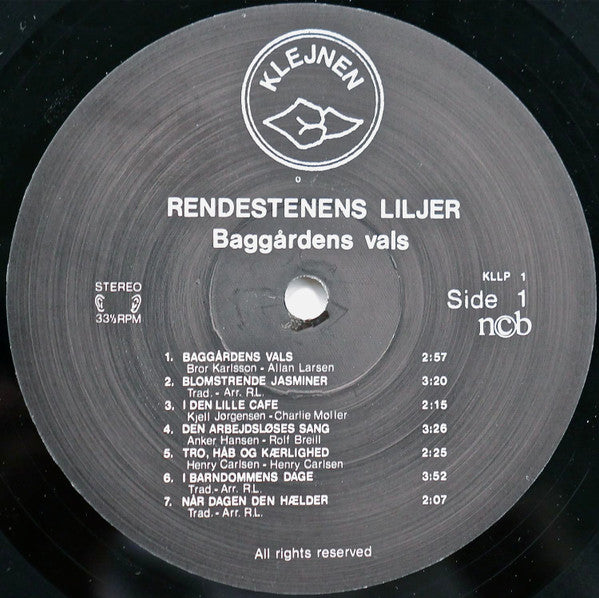 KLEJNEN
RENDESTENENS LILJER
Baggårdens vals
STEREO
33⅓RPM
KLLP 1
Side 1
n©b
1. BAGGÅRDENS VALS 2:57
Bror Karlsson - Allan Larsen
2. BLOMSTRENDE JASMINER 3:20
Trad. - Arr. R.L.
3. I DEN LILLE CAFE 2:15
Kjell Jørgensen - Charlie Møller
4. DEN ARBEJDSLØSES SANG 3:26
Anker Hansen - Rolf Breill
5. TRO, HÅB OG KÆRLIGHED 2:25
Henry Carlsen - Henry Carlsen
6. I BARNDOMMENS DAGE 3:52
Trad. - Arr. R.L.
7. NÅR DAGEN DEN HÆLDER 2:07
Trad. - Arr. R.L.
All rights reserved